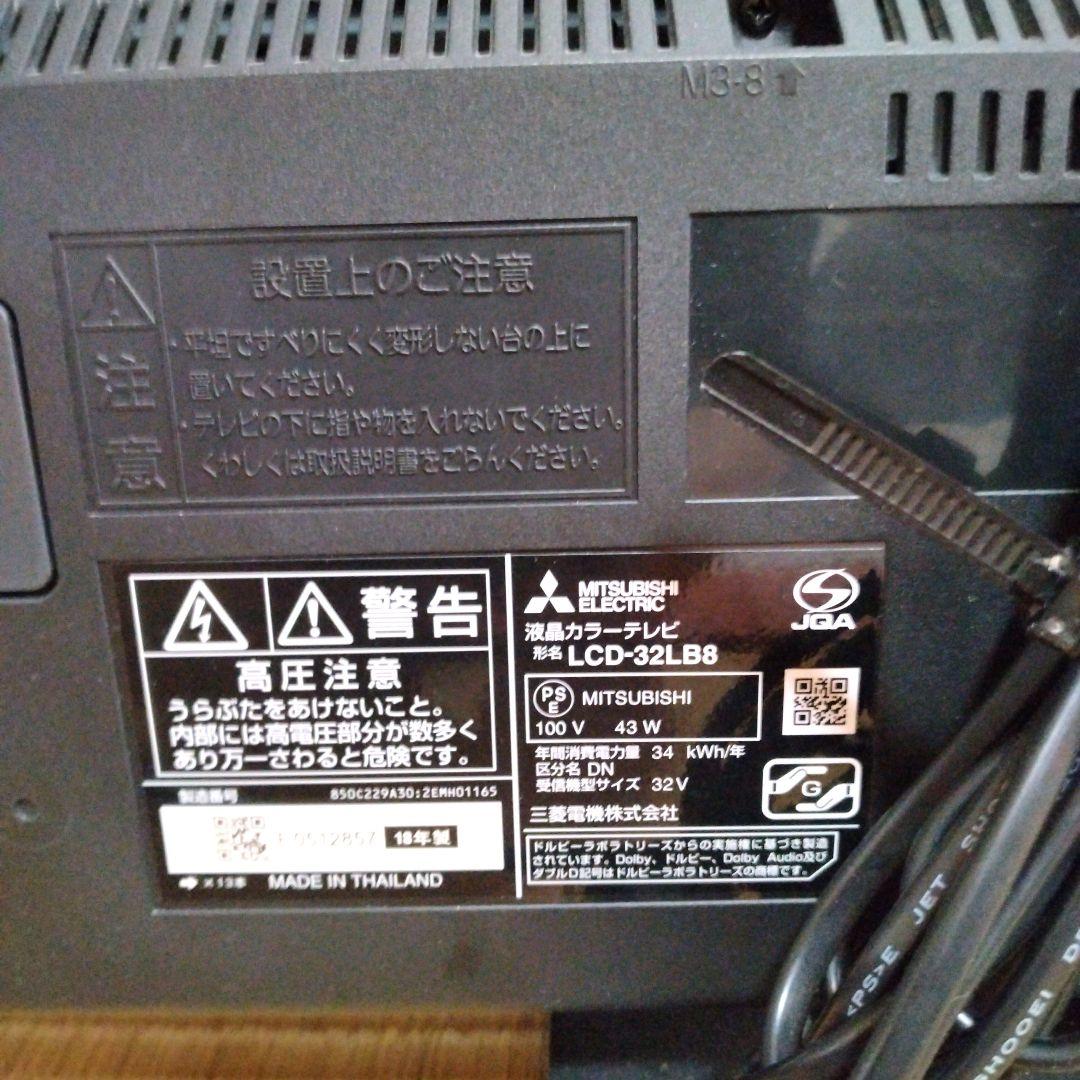 M3-8
設置上のご注意
注意
・平坦ですべりにくく変形しない台の上に
置いてください。
・テレビの下に指や物を入れないでください。
くわしくは取扱説明書をごらんください。
警告
高圧注意
うらぶたをあけないこと。
内部には高電圧部分が数多く
あり万一さわると危険です。
製造番号 850C229A30:2EMH01165
0512857 18年製
MADE IN THAILAND
MITSUBISHI
ELECTRIC
JQA
液晶カラーテレビ
形名 LCD-32LB8
PS
E
MITSUBISHI
100 V 43 W
年間消費電力量 34 kWh/年
区分名 DN
受信機型サイズ 32V
G
三菱電機株式会社
ドルビーラボラトリーズからの実施権に基づき製造
されています。Dolby、ドルビー、Dolby Audio及び
ダブルD記号はドルビーラボラトリーズの商標です。
<PS>E JET
SHOOEI